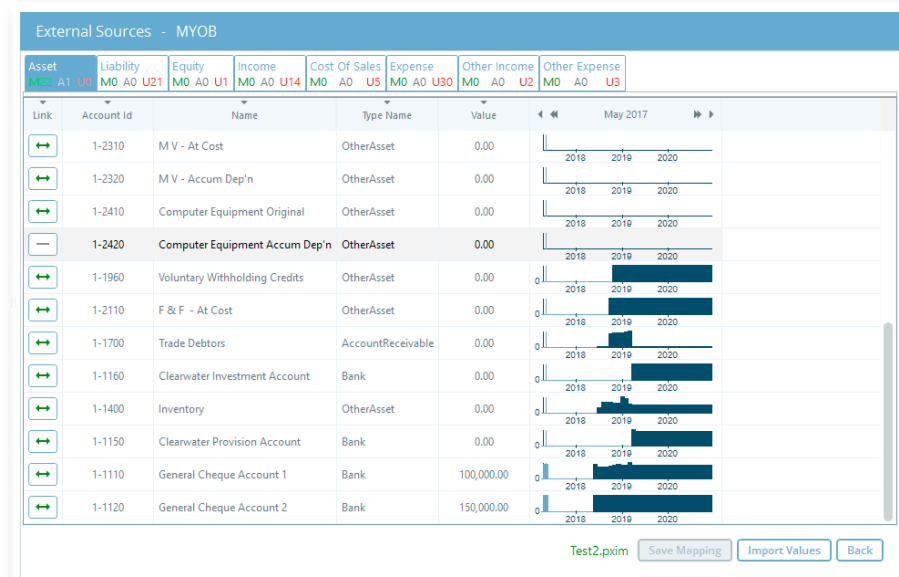 External Sources - MYOB
Asset Liability Equity Income Cost Of Sales Expense Other Income Other Expense
M22 A1 U0 M0 A0 U21 M0 A0 U1 M0 A0 U14 M0 A0 U5 M0 A0 U30 M0 A0 U2 M0 A0 U3
Link Account Id Name Type Name Value May 2017
1-2310 M V - At Cost OtherAsset 0.00
2018 2019 2020
1-2320 M V - Accum Dep'n OtherAsset 0.00
2018 2019 2020
1-2410 Computer Equipment Original OtherAsset 0.00
2018 2019 2020
1-2420 Computer Equipment Accum Dep'n OtherAsset 0.00
2018 2019 2020
1-1960 Voluntary Withholding Credits OtherAsset 0.00 0
2018 2019 2020
1-2110 F & F - At Cost OtherAsset 0.00 0
2018 2019 2020
1-1700 Trade Debtors AccountReceivable 0.00 0
2018 2019 2020
1-1160 Clearwater Investment Account Bank 0.00 0
2018 2019 2020
1-1400 Inventory OtherAsset 0.00 0
2018 2019 2020
1-1150 Clearwater Provision Account Bank 0.00 0
2018 2019 2020
1-1110 General Cheque Account 1 Bank 100,000.00 0
2018 2019 2020
1-1120 General Cheque Account 2 Bank 150,000.00 0
2018 2019 2020
Test2.pxim Save Mapping Import Values Back